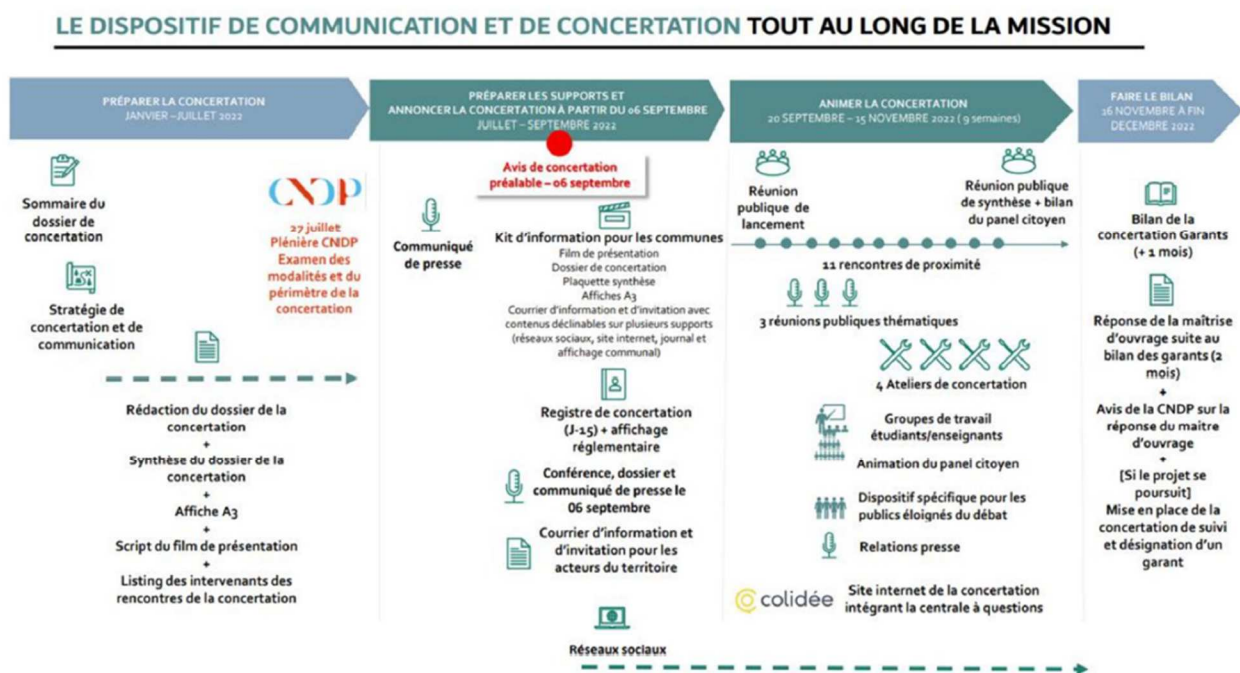 LE DISPOSITIF DE COMMUNICATION ET DE CONCERTATION TOUT AU LONG DE LA MISSION
PRÉPARER LA CONCERTATION
JANVIER –JUILLET 2022
Sommaire du
dossier de
concertation
CNDP
27 juillet
Plénière CNDP
Examen des
modalités et du
périmètre de la
concertation
Stratégie de
concertation et de
communication
Rédaction du dossier de la
concertation
+
Synthèse du dossier de la
concertation
+
Affiche A3
+
Script du film de présentation
+
Listing des intervenants des
rencontres de la concertation
PRÉPARER LES SUPPORTS ET
ANNONCER LA CONCERTATION À PARTIR DU 06 SEPTEMBRE
JUILLET – SEPTEMBRE 2022
Avis de concertation
préalable – 06 septembre
Communiqué
de presse
Kit d'information pour les communes
Film de présentation
Dossier de concertation
Plaquette synthèse
Affiches A3
Courrier d'information et d'invitation avec
contenus déclinables sur plusieurs supports
(réseaux sociaux, site internet, journal et
affichage communal)
Registre de concertation
(J-15) + affichage
réglementaire
Conférence, dossier et
communiqué de presse le
06 septembre
Courrier d'information et
d'invitation pour les
acteurs du territoire
Réseaux sociaux
ANIMER LA CONCERTATION
20 SEPTEMBRE – 15 NOVEMBRE 2022 ( 9 semaines)
Réunion
publique de
lancement
Réunion publique
de synthèse + bilan
du panel citoyen
11 rencontres de proximité
3 réunions publiques thématiques
4 Ateliers de concertation
Groupes de travail
étudiants/enseignants
Animation du panel citoyen
Dispositif spécifique pour les
publics éloignés du débat
Relations presse
colidée
Site internet de la concertation
intégrant la centrale à questions
FAIRE LE BILAN
16 NOVEMBRE À FIN
DECEMBRE 2022
Bilan de la
concertation Garants
(+ 1 mois)
Réponse de la maîtrise
d'ouvrage suite au
bilan des garants (2
mois)
+
Avis de la CNDP sur la
réponse du maitre
d'ouvrage
+
[Si le projet se
poursuit]
Mise en place de la
concertation de suivi et
désignation d'un
garant